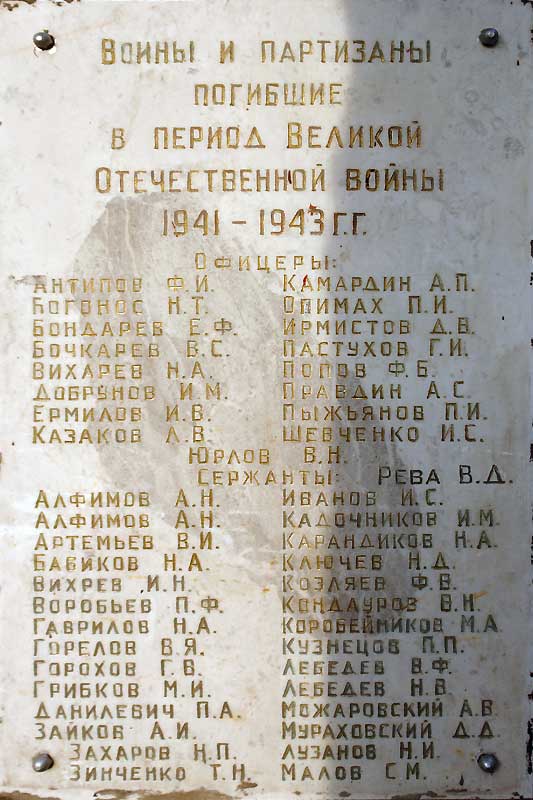 Воины и партизаны
погибшие
в период Великой
Отечественной войны
1941 – 1943 г.г.
Офицеры:
Антипов Ф.И. Камардин А.П.
Богонос Н.Т. Опимах П.И.
Бондарев Е.Ф. Ирмистов Д.В.
Бочкарев В.С. Пастухов Г.И.
Вихарев Н.А. Попов Ф.Б.
Добрунов И.М. Правдин А.С.
Ермилов И.В. Пыжьянов П.И.
Казаков Л.В. Шевченко И.С.
Юрлов В.Н.
Сержанты: Рева В.Д.
Алфимов А.Н. Иванов И.С.
Алфимов А.Н. Кадочников И.М.
Артемьев В.И. Карандиков Н.А.
Бабиков Н.А. Ключев Н.Д.
Вихрев И.Н. Козляев Ф.В.
Воробьев П.Ф. Кондауров В.Н.
Гаврилов Н.А. Коробейников М.А.
Горелов В.Я. Кузнецов П.П.
Горохов Г.В. Лебедев В.Ф.
Грибков М.И. Лебедев Н.В.
Данилевич П.А. Можаровский А.В.
Зайков А.И. Мураховский Д.Д.
Захаров Н.П. Лузанов Н.И.
Зинченко Т.Н. Малов С.М.